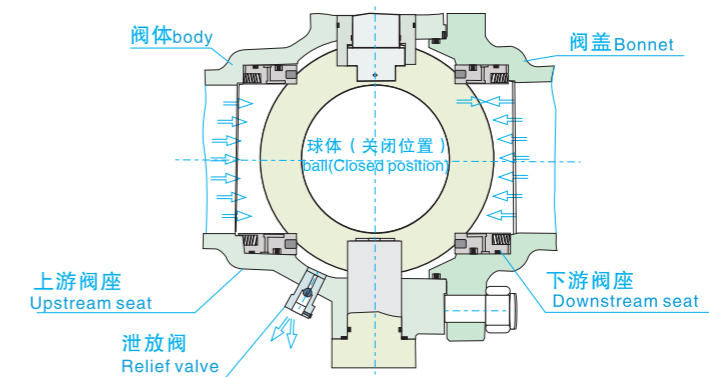 阀体body
阀盖Bonnet
球体（关闭位置）
ball(Closed position)
上游阀座
Upstream seat
下游阀座
Downstream seat
泄放阀
Relief valve